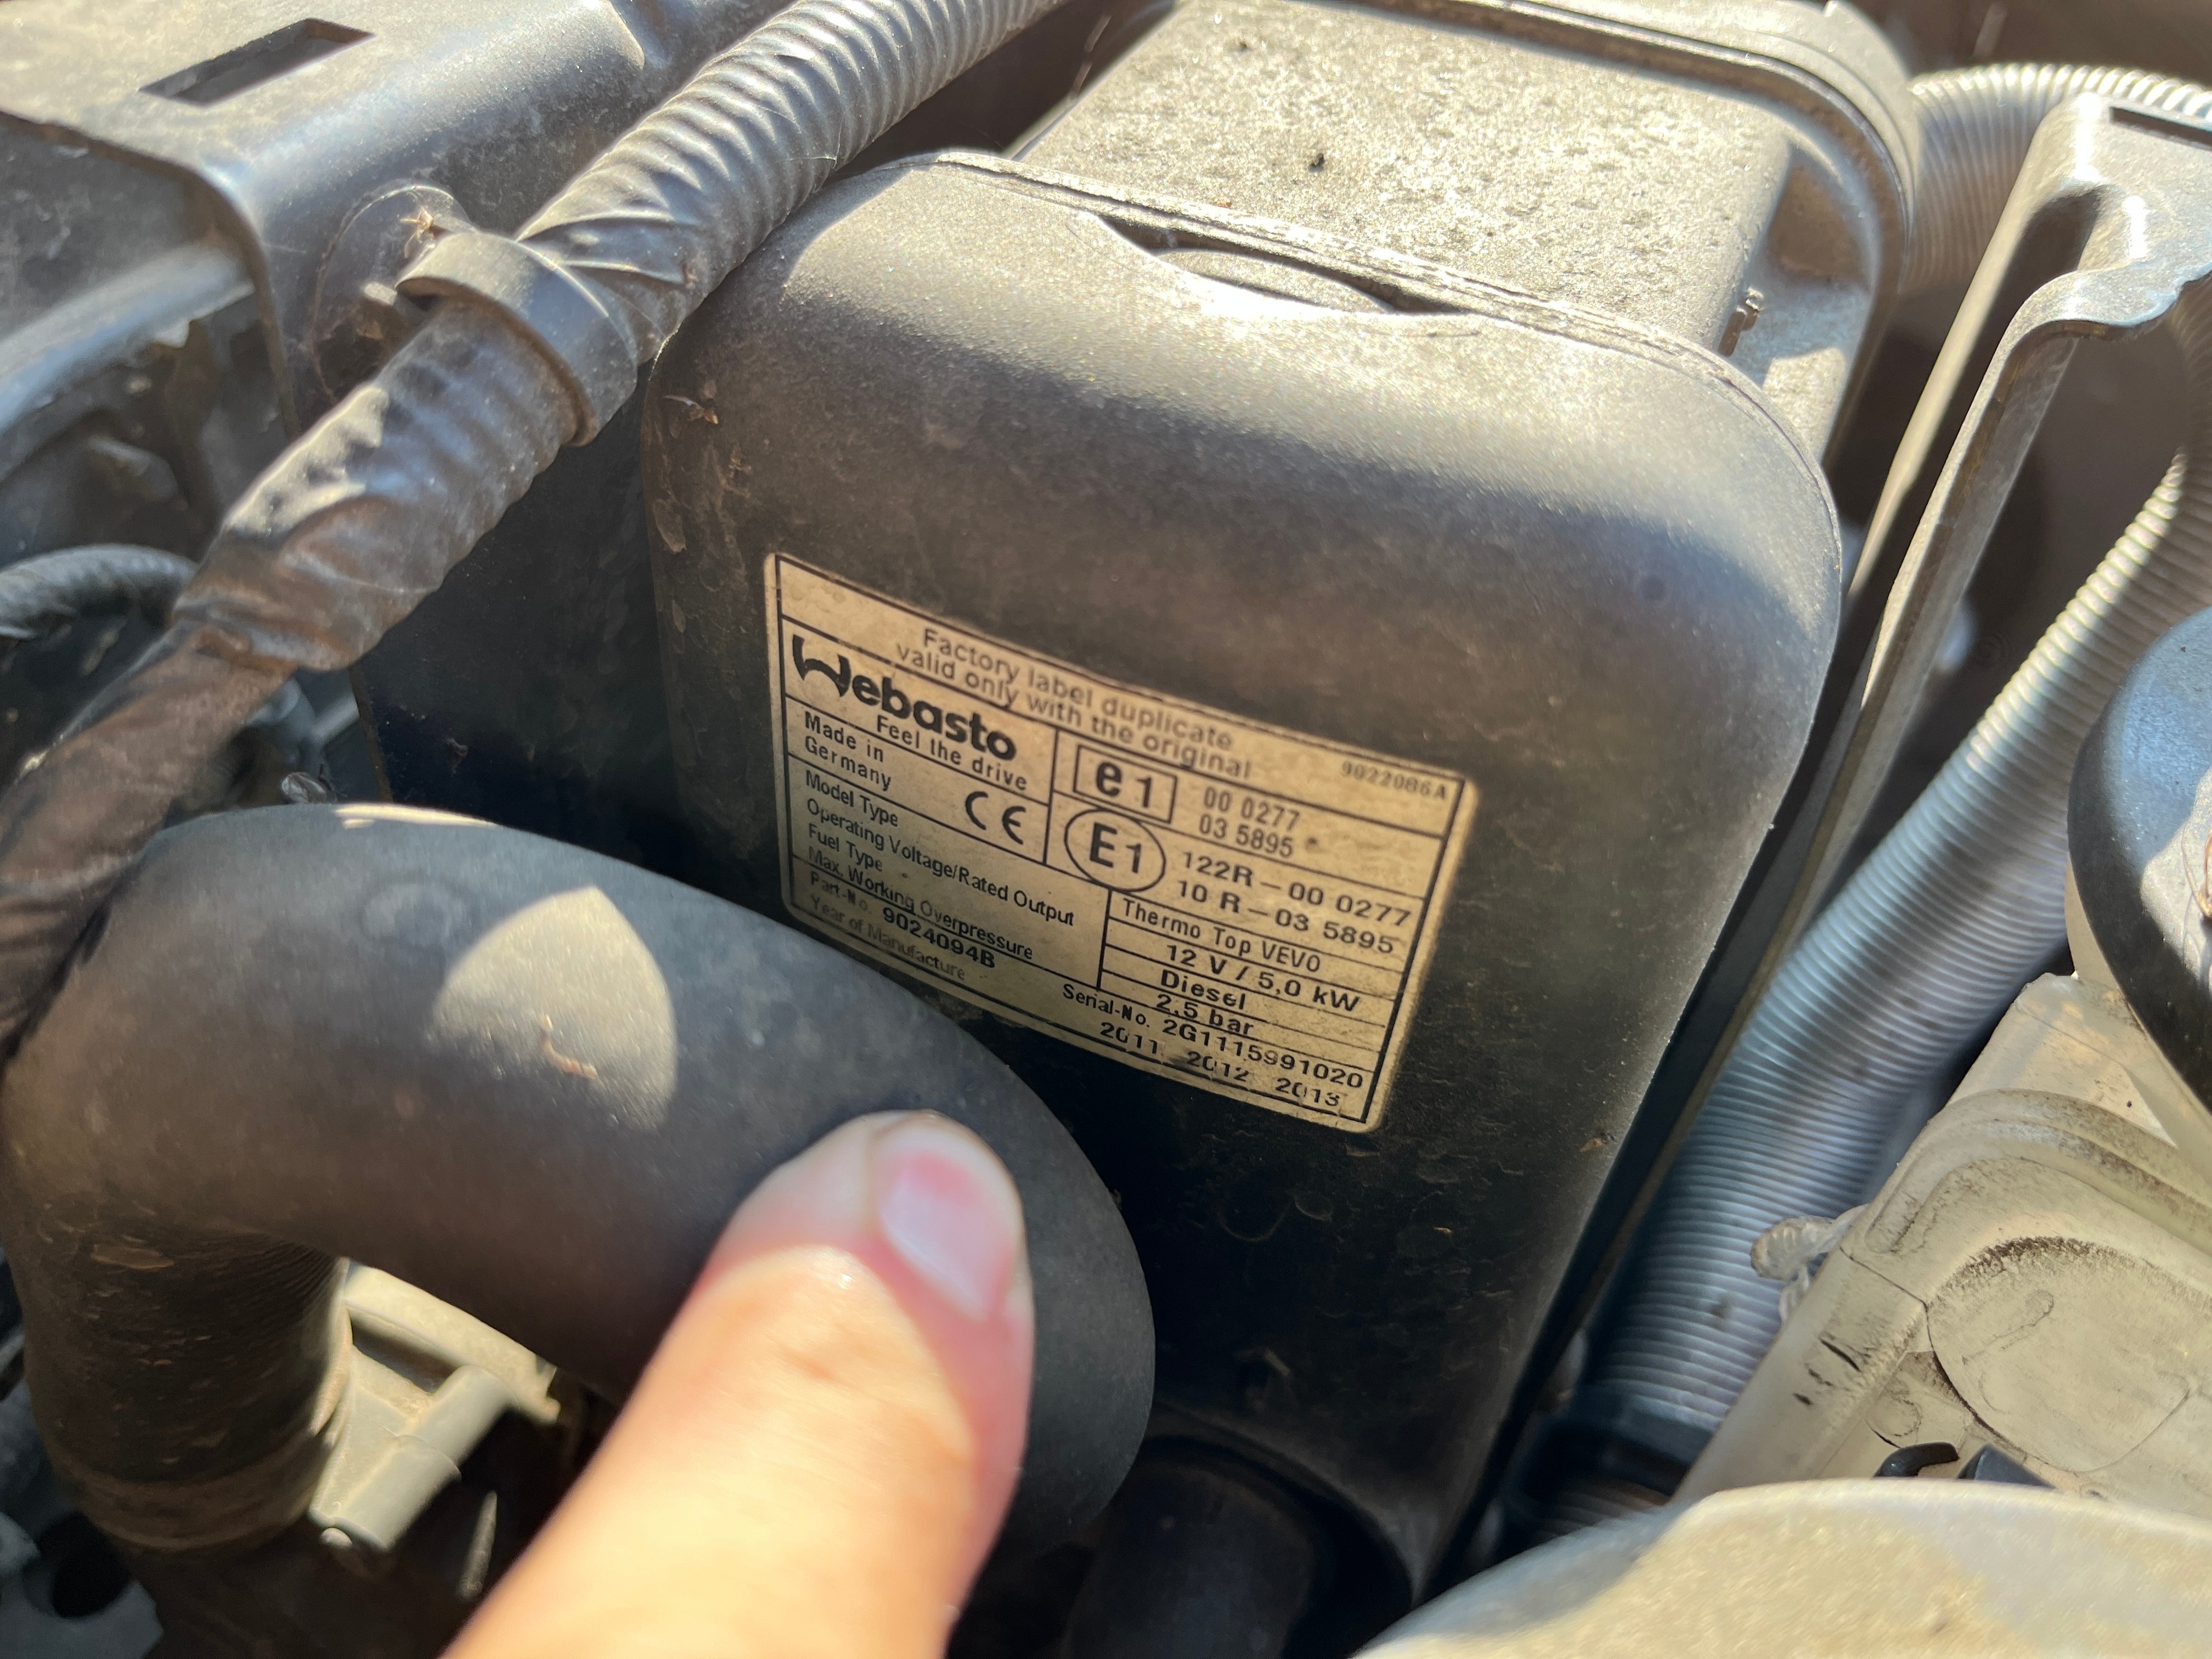 Factory label duplicate
valid only with the original
9022086A
Webasto
Feel the drive
e1
00 0277
03 5895
Made in
Germany
CE
E1
122R-00 0277
10 R-03 5895
Model Type
Thermo Top VEVO
Operating Voltage/Rated Output
12 V / 5,0 kW
Fuel Type
Diesel
Max. Working Overpressure
2,5 bar
Part-No. 9024094B
Serial-No. 2G1115991020
Year of Manufacture
2011 2012 2013